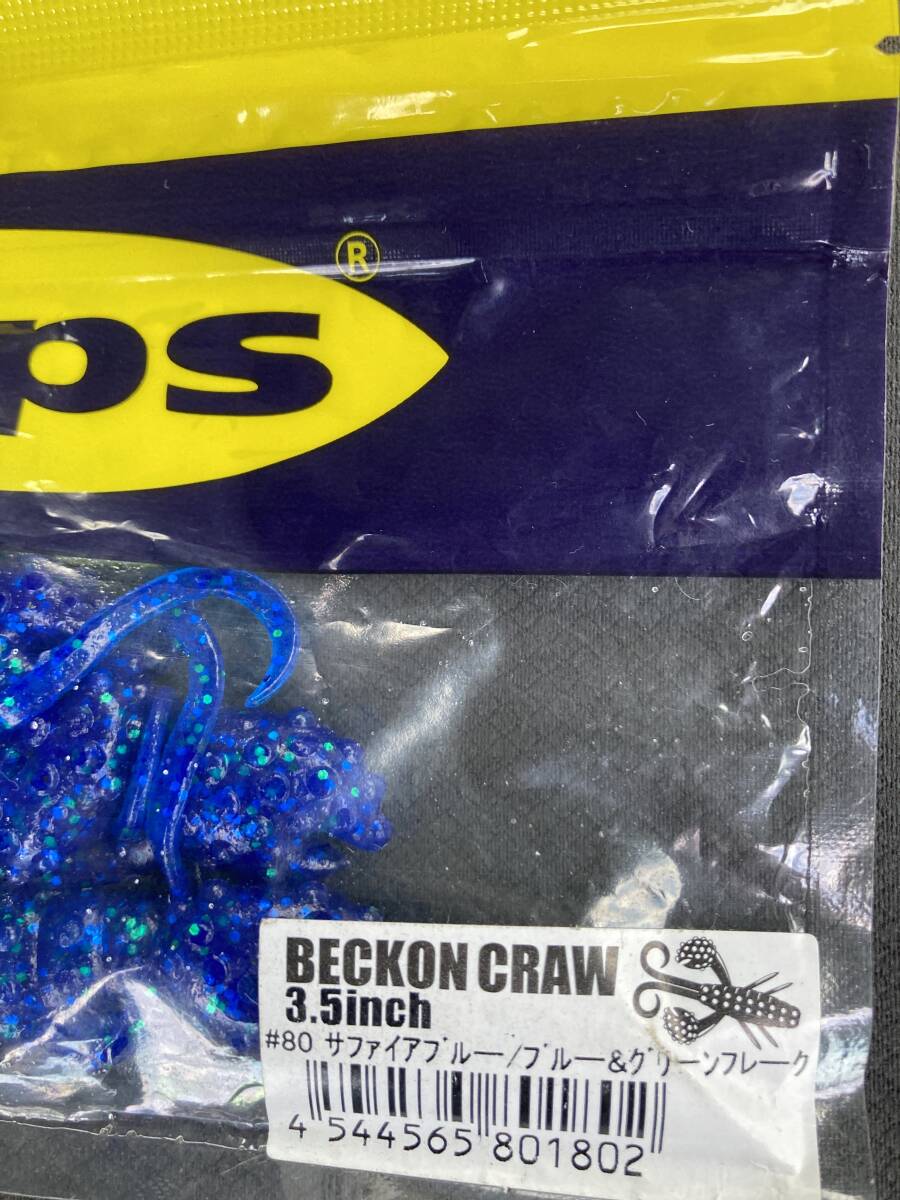 ps®
BECKON CRAW
3.5inch
#80 サファイアブルー/ブルー&グリーンフレーク
4 544565 801802